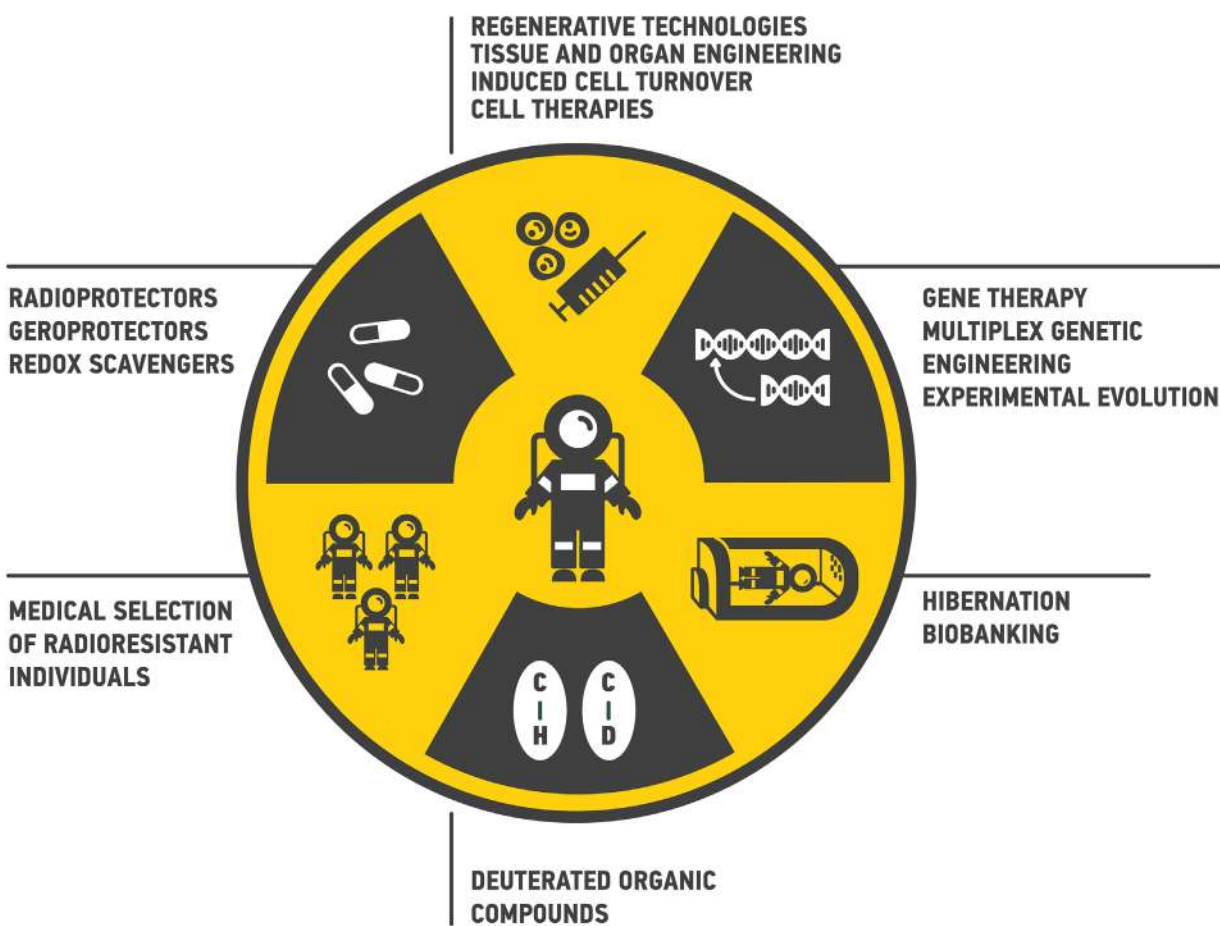 REGENERATIVE TECHNOLOGIES
TISSUE AND ORGAN ENGINEERING
INDUCED CELL TURNOVER
CELL THERAPIES
RADIOPROTECTORS
GEROPROTECTORS
REDOX SCAVENGERS
GENE THERAPY
MULTIPLEX GENETIC
ENGINEERING
EXPERIMENTAL EVOLUTION
MEDICAL SELECTION
OF RADIORESISTANT
INDIVIDUALS
HIBERNATION
BIOBANKING
C
H
C
D
DEUTERATED ORGANIC
COMPOUNDS